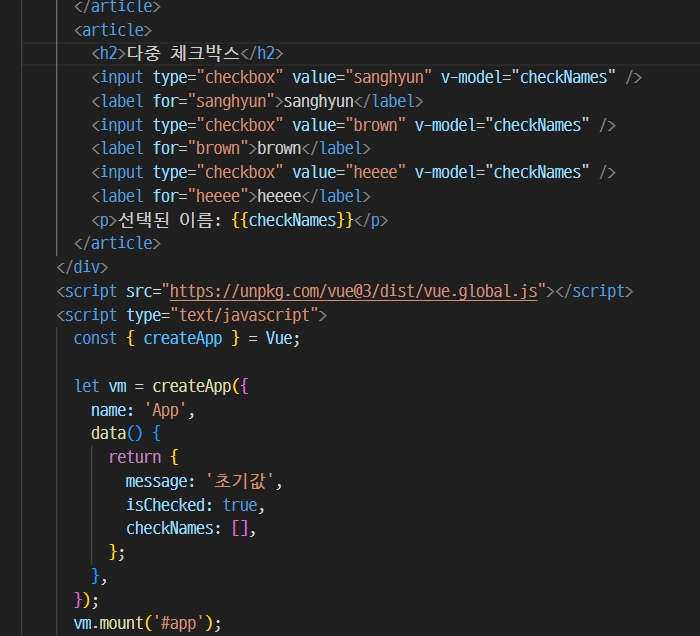 </article>
<article>
<h2>다중 체크박스</h2>
<input type="checkbox" value="sanghyun" v-model="checkNames" />
<label for="sanghyun">sanghyun</label>
<input type="checkbox" value="brown" v-model="checkNames" />
<label for="brown">brown</label>
<input type="checkbox" value="heeee" v-model="checkNames" />
<label for="heeee">heeee</label>
<p>선택된 이름: {{checkNames}}</p>
</article>
</div>
<script src="https://unpkg.com/vue@3/dist/vue.global.js"></script>
<script type="text/javascript">
const { createApp } = Vue;
let vm = createApp({
name: 'App',
data() {
return {
message: '초기값',
isChecked: true,
checkNames: [],
};
},
});
vm.mount('#app');